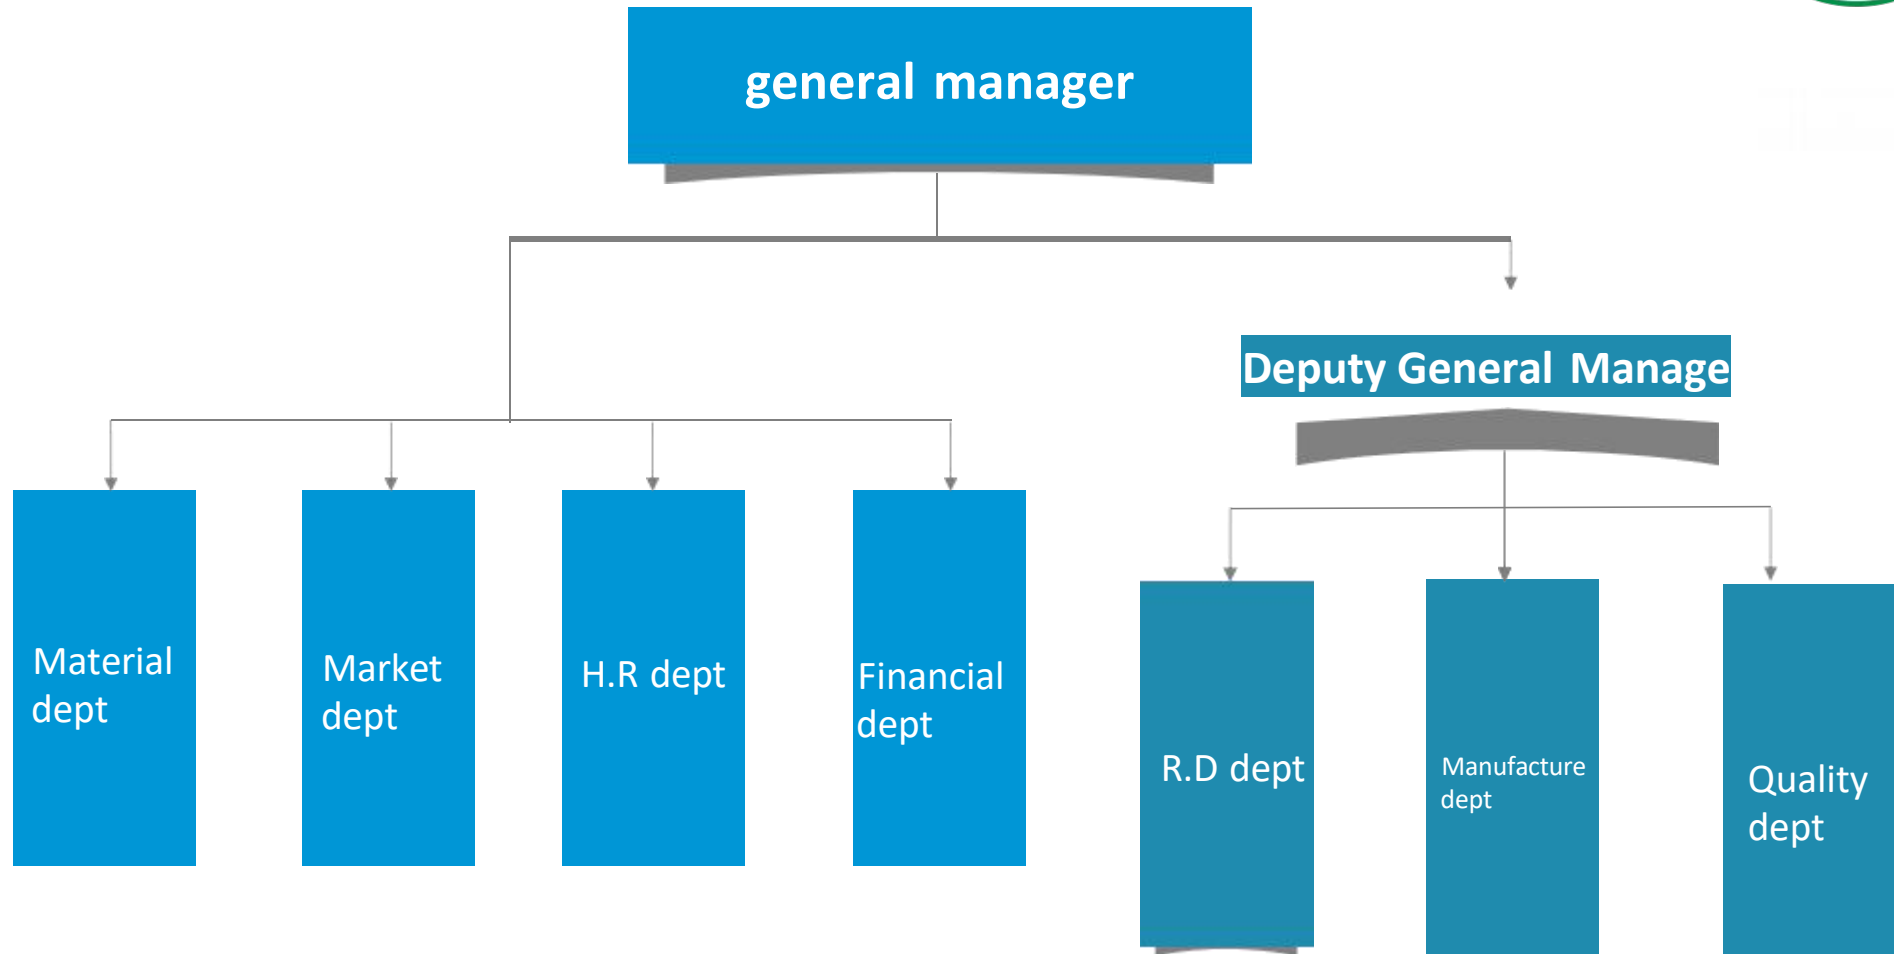 general manager
Deputy General Manage
Material
dept
Market
dept
H.R dept
Financial
dept
R.D dept
Manufacture
dept
Quality
dept